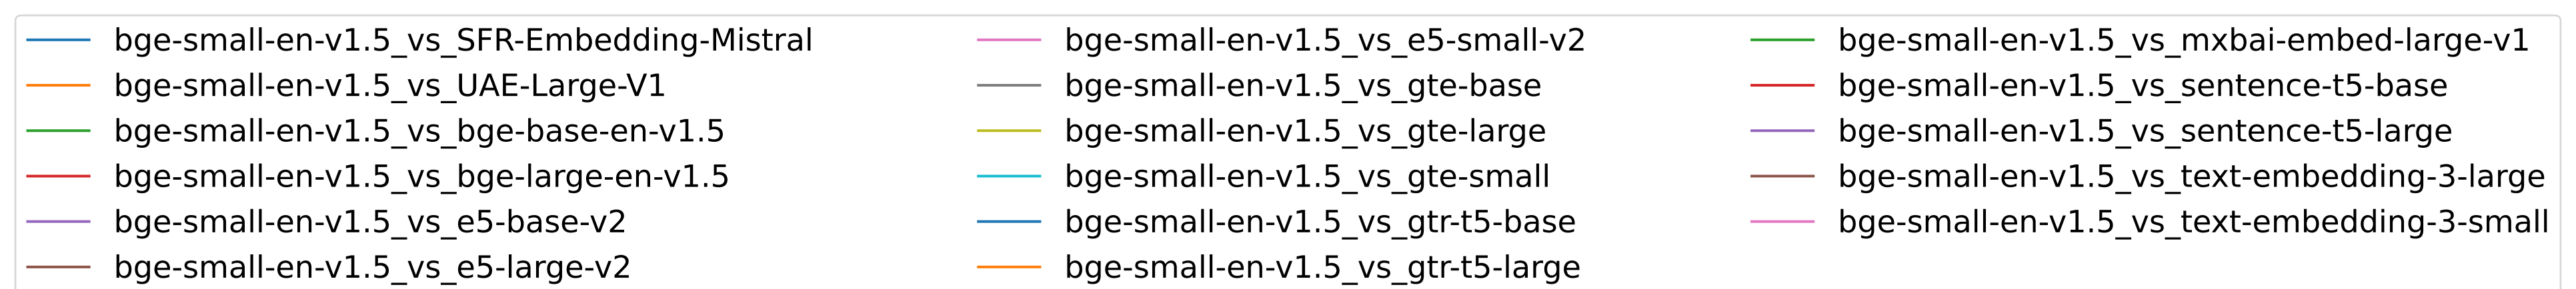 bge-small-en-v1.5_vs_SFR-Embedding-Mistral
bge-small-en-v1.5_vs_UAE-Large-V1
bge-small-en-v1.5_vs_bge-base-en-v1.5
bge-small-en-v1.5_vs_bge-large-en-v1.5
bge-small-en-v1.5_vs_e5-base-v2
bge-small-en-v1.5_vs_e5-large-v2
bge-small-en-v1.5_vs_e5-small-v2
bge-small-en-v1.5_vs_gte-base
bge-small-en-v1.5_vs_gte-large
bge-small-en-v1.5_vs_gte-small
bge-small-en-v1.5_vs_gtr-t5-base
bge-small-en-v1.5_vs_gtr-t5-large
bge-small-en-v1.5_vs_mxbai-embed-large-v1
bge-small-en-v1.5_vs_sentence-t5-base
bge-small-en-v1.5_vs_sentence-t5-large
bge-small-en-v1.5_vs_text-embedding-3-large
bge-small-en-v1.5_vs_text-embedding-3-small